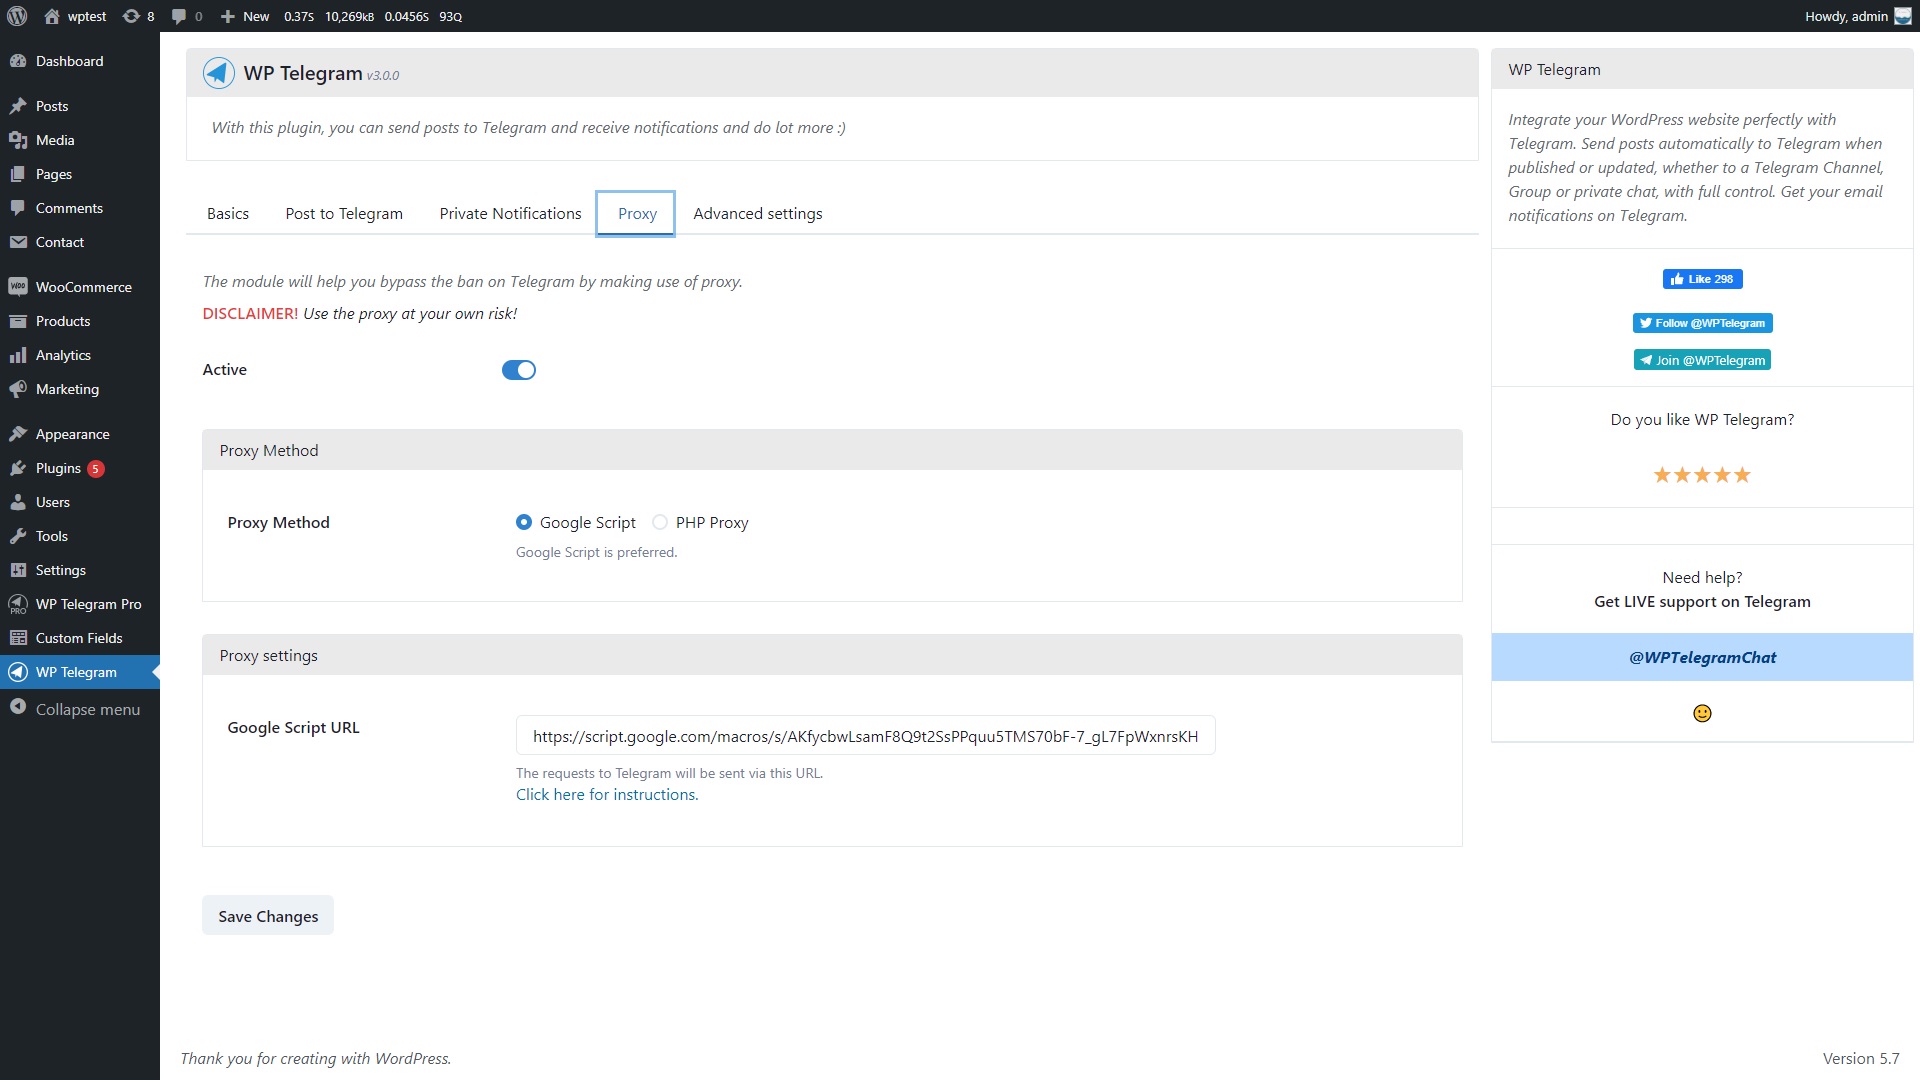 wptest 8 0 New 0.37s 10,269kB 0.0456s 93Q Howdy, admin
Dashboard
Posts
Media
Pages
Comments
Contact
WooCommerce
Products
Analytics
Marketing
Appearance
Plugins 5
Users
Tools
Settings
PRO WP Telegram Pro
Custom Fields
WP Telegram
Collapse menu
WP Telegram v3.0.0
With this plugin, you can send posts to Telegram and receive notifications and do lot more :)
Basics Post to Telegram Private Notifications Proxy Advanced settings
The module will help you bypass the ban on Telegram by making use of proxy.
DISCLAIMER! Use the proxy at your own risk!
Active
Proxy Method
Proxy Method Google Script PHP Proxy
Google Script is preferred.
Proxy settings
Google Script URL https://script.google.com/macros/s/AKfycbwLsamF8Q9t2SsPPquu5TMS70bF-7_gL7FpWxnrsKH
The requests to Telegram will be sent via this URL.
Click here for instructions.
Save Changes
WP Telegram
Integrate your WordPress website perfectly with
Telegram. Send posts automatically to Telegram when
published or updated, whether to a Telegram Channel,
Group or private chat, with full control. Get your email
notifications on Telegram.
Like 298
Follow @WPTelegram
Join @WPTelegram
Do you like WP Telegram?
Need help?
Get LIVE support on Telegram
@WPTelegramChat
Thank you for creating with WordPress. Version 5.7